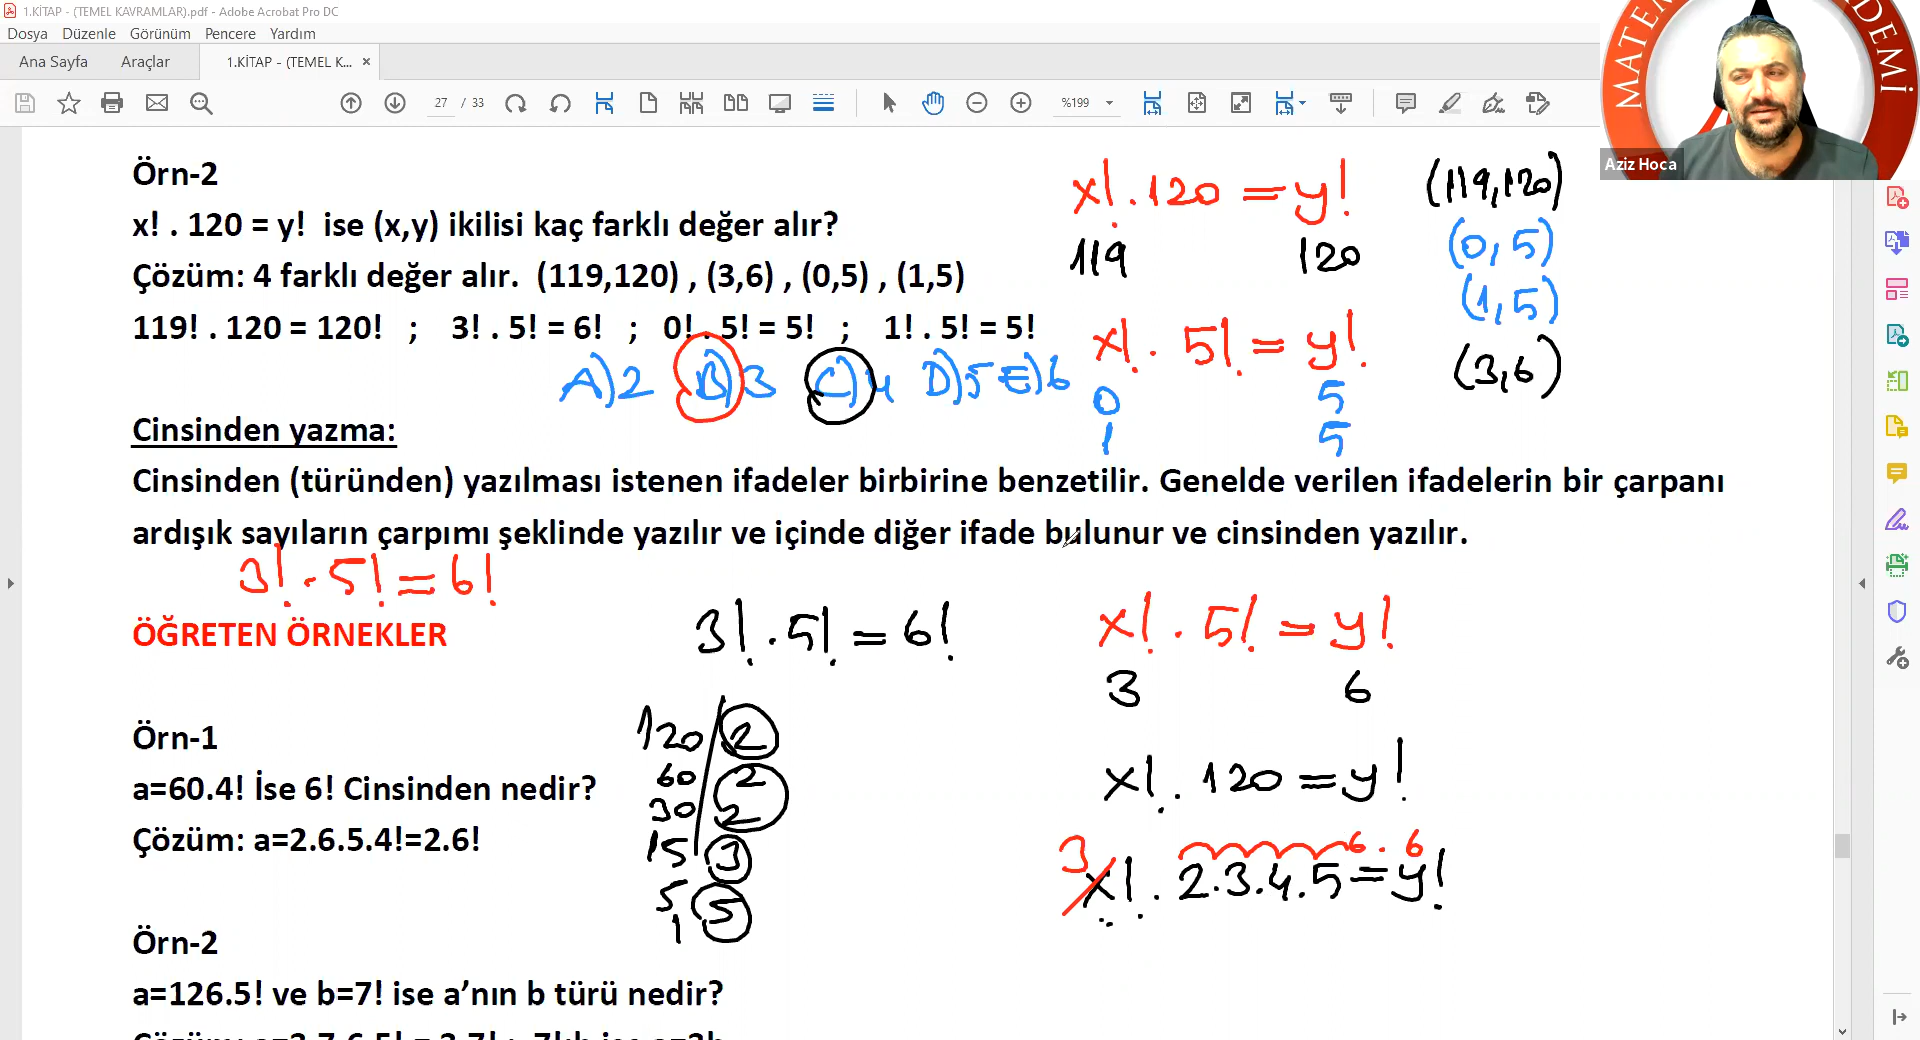 1.KİTAP - (TEMEL KAVRAMLAR).pdf - Adobe Acrobat Pro DC
Dosya Düzenle Görünüm Pencere Yardım
Ana Sayfa Araçlar 1.KİTAP - (TEMEL K... ×
27 / 33 %199
MATEM DEMİ
Aziz Hoca
Örn-2
x! . 120 = y! ise (x,y) ikilisi kaç farklı değer alır?
Çözüm: 4 farklı değer alır. (119,120) , (3,6) , (0,5) , (1,5)
119! . 120 = 120! ; 3! . 5! = 6! ; 0! . 5! = 5! ; 1! . 5! = 5!
A)2 B)3 C)4 D)5 E)6
x! . 120 = y!
119 120
x! . 5! = y!
0 5
1 5
(119,120)
(0,5)
(1,5)
(3,6)
Cinsinden yazma:
Cinsinden (türünden) yazılması istenen ifadeler birbirine benzetilir. Genelde verilen ifadelerin bir çarpanı
ardışık sayıların çarpımı şeklinde yazılır ve içinde diğer ifade bulunur ve cinsinden yazılır.
3! . 5! = 6!
ÖĞRETEN ÖRNEKLER
3! . 5! = 6!
x! . 5! = y!
3 6
120 2
60 2
30 2
15 3
5 5
1
x! . 120 = y!
3 6 . 6
x! . 2.3.4.5 = y!
Örn-1
a=60.4! İse 6! Cinsinden nedir?
Çözüm: a=2.6.5.4!=2.6!
Örn-2
a=126.5! ve b=7! ise a’nın b türü nedir?